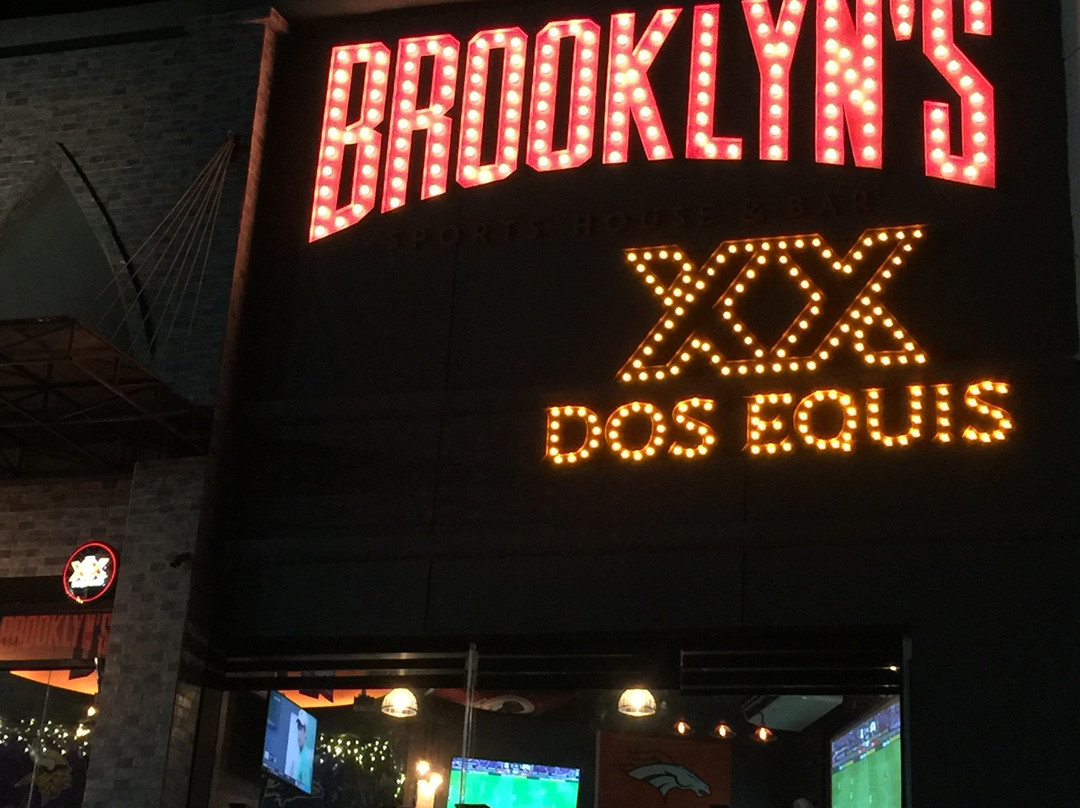 BROOKLYN'S
SPORTS HOUSE & BAR
XX
DOS EQUIS
XX
BROOKLYN'S